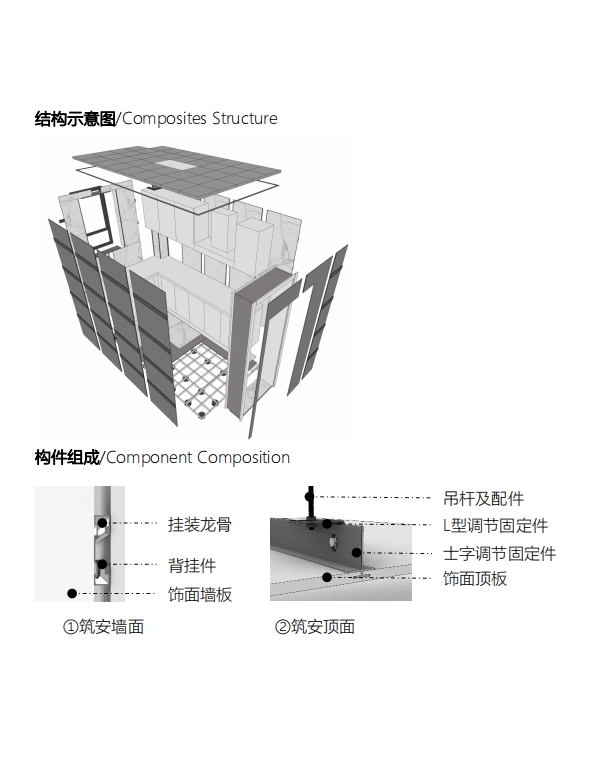 结构示意图/Composites Structure
构件组成/Component Composition
挂装龙骨
背挂件
饰面墙板
①筑安墙面
吊杆及配件
L型调节固定件
士字调节固定件
饰面顶板
②筑安顶面